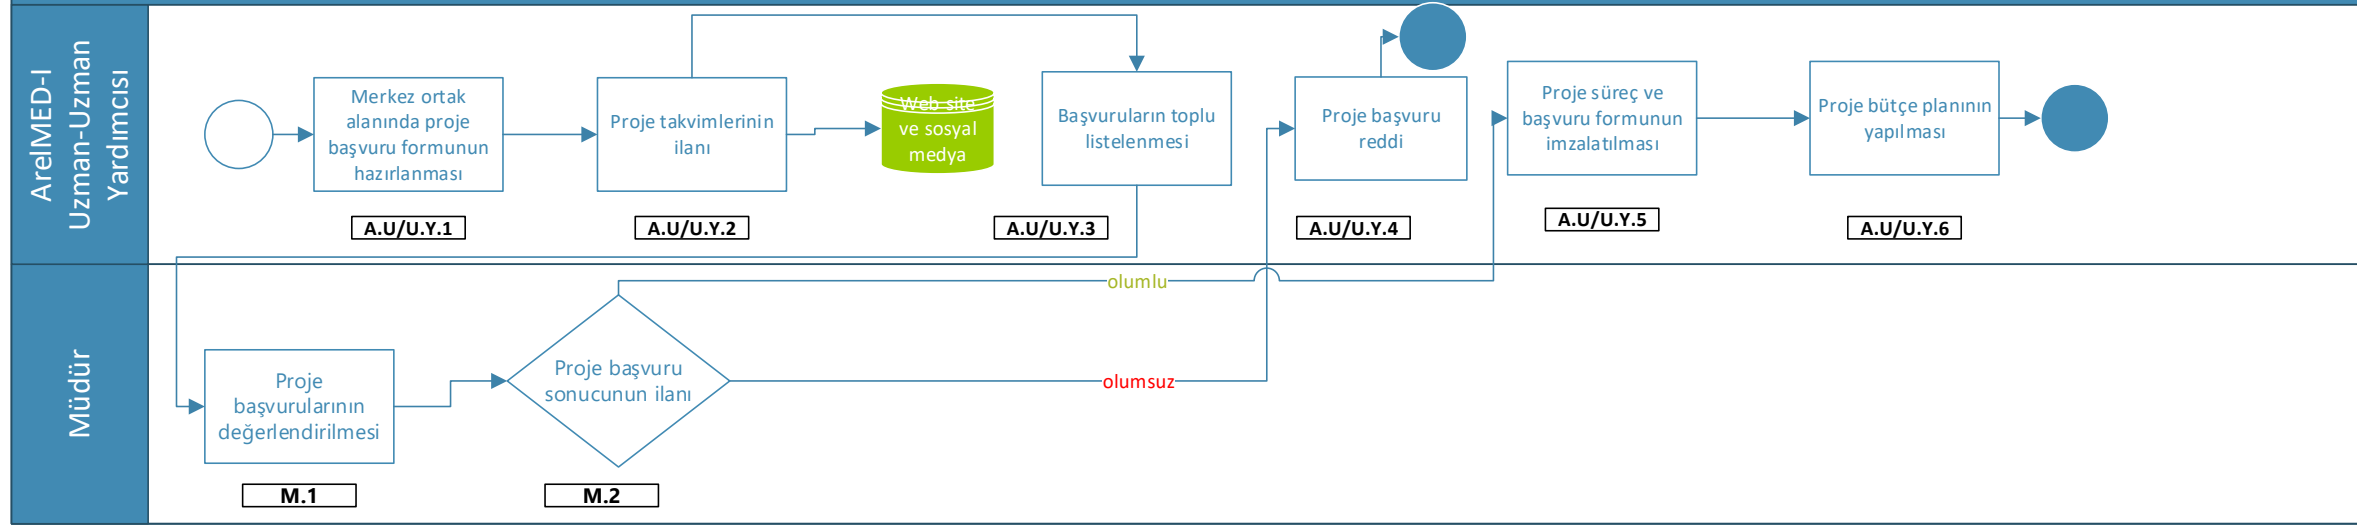 ArelMED-I
Uzman-Uzman
Yardımcısı
Merkez ortak
alanında proje
başvuru formunun
hazırlanması
A.U/U.Y.1
Proje takvimlerinin
ilanı
A.U/U.Y.2
Web site
ve sosyal
medya
Başvuruların toplu
listelenmesi
A.U/U.Y.3
Proje başvuru
reddi
A.U/U.Y.4
Proje süreç ve
başvuru formunun
imzalatılması
A.U/U.Y.5
Proje bütçe planının
yapılması
A.U/U.Y.6
Müdür
Proje
başvurularının
değerlendirilmesi
M.1
Proje başvuru
sonucunun ilanı
M.2
olumlu
olumsuz